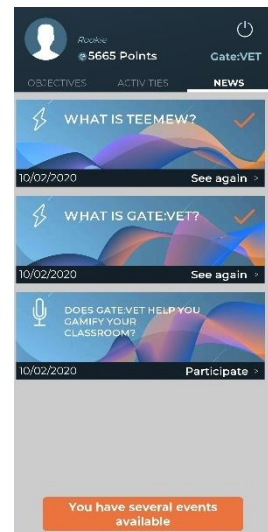 Rookie
5665 Points
Gate:VET
OBJECTIVES ACTIVITIES NEWS
WHAT IS TEEMEW?
10/02/2020 See again >
WHAT IS GATE:VET?
10/02/2020 See again >
DOES GATE:VET HELP YOU
GAMIFY YOUR
CLASSROOM?
10/02/2020 Participate >
You have several events
available